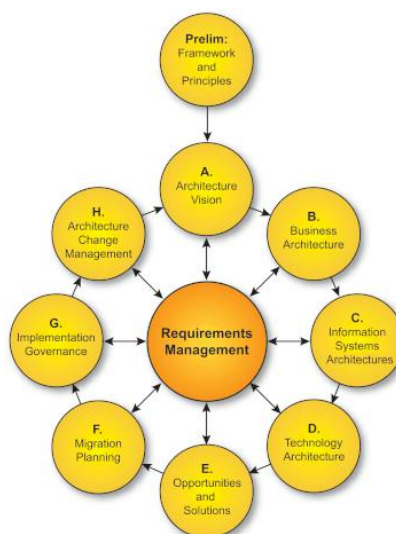 Prelim:
Framework
and
Principles
A.
Architecture
Vision
B.
Business
Architecture
C.
Information
Systems
Architectures
D.
Technology
Architecture
E.
Opportunities
and
Solutions
F.
Migration
Planning
G.
Implementation
Governance
H.
Architecture
Change
Management
Requirements
Management